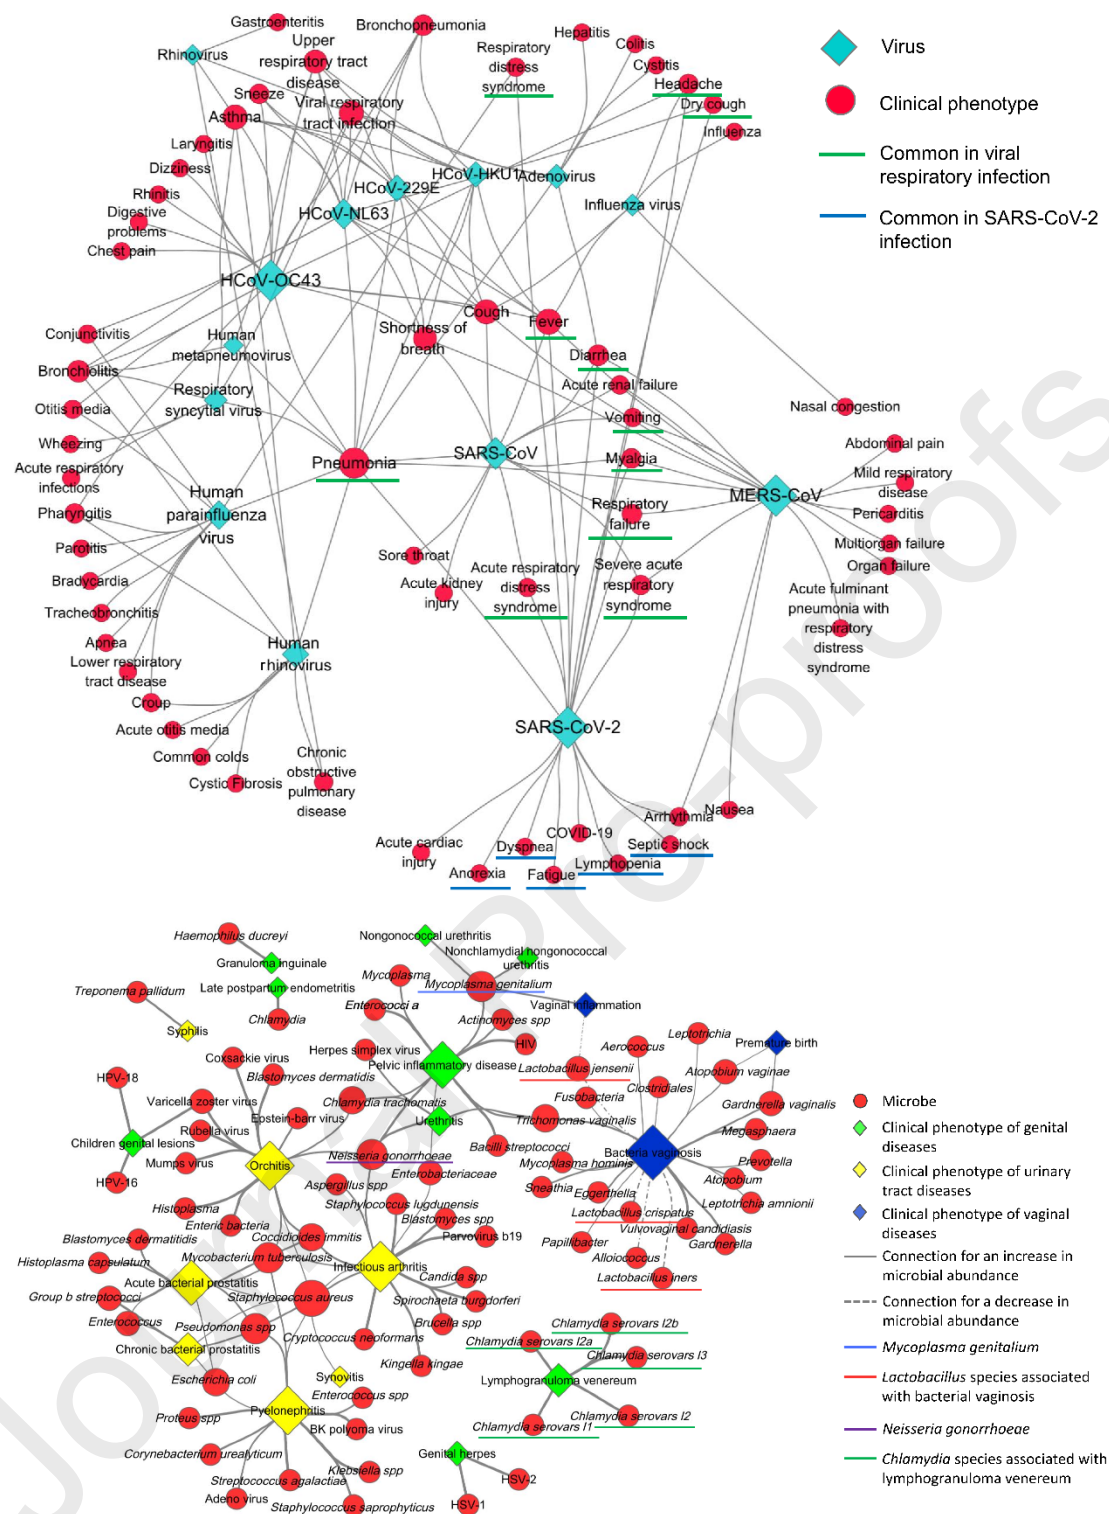 Gastroenteritis
Bronchopneumonia
Rhinovirus
Upper
respiratory tract
disease
Respiratory
distress
syndrome
Hepatitis
Colitis
Cystitis
Headache
Dry cough
Influenza
Sneeze
Viral respiratory
tract infection
Asthma
Laryngitis
Dizziness
Rhinitis
Digestive
problems
Chest pain
HCoV-HKU1
Adenovirus
HCoV-229E
HCoV-NL63
Influenza virus
HCoV-OC43
Virus
Clinical phenotype
Common in viral
respiratory infection
Common in SARS-CoV-2
infection
Cough
Fever
Shortness of
breath
Conjunctivitis
Human
metapneumovirus
Bronchiolitis
Respiratory
syncytial virus
Otitis media
Wheezing
Acute respiratory
infections
Pharyngitis
Human
parainfluenza
virus
Parotitis
Bradycardia
Tracheobronchitis
Apnea
Lower respiratory
tract disease
Croup
Acute otitis media
Common colds
Cystic Fibrosis
Chronic
obstructive
pulmonary
disease
Human
rhinovirus
Pneumonia
SARS-CoV
Diarrhea
Acute renal failure
Vomiting
Myalgia
Respiratory
failure
Sore throat
Acute kidney
injury
Acute respiratory
distress
syndrome
Severe acute
respiratory
syndrome
Nasal congestion
Abdominal pain
Mild respiratory
disease
MERS-CoV
Pericarditis
Multiorgan failure
Organ failure
Acute fulminant
pneumonia with
respiratory
distress
syndrome
SARS-CoV-2
Arrhythmia
Nausea
COVID-19
Septic shock
Acute cardiac
injury
Dyspnea
Lymphopenia
Anorexia
Fatigue
Journal Pre-proofs
Haemophilus ducreyi
Nongonococcal urethritis
Nonchlamydial nongonococcal
urethritis
Granuloma inguinale
Mycoplasma
Mycoplasma genitalium
Treponema pallidum
Late postpartum endometritis
Enterococci a
Vaginal inflammation
Chlamydia
Actinomyces spp
Syphilis
Leptotrichia
Premature birth
Coxsackie virus
Herpes simplex virus
HIV
Aerococcus
Pelvic inflammatory disease
Lactobacillus jensenii
Atopobium vaginae
HPV-18
Blastomyces dermatidis
Clostridiales
Varicella zoster virus
Chlamydia trachomatis
Fusobacteria
Gardnerella vaginalis
Epstein-barr virus
Urethritis
Trichomonas vaginalis
Rubella virus
Megasphaera
Children genital lesions
Bacilli streptococci
Bacteria vaginosis
Mumps virus
Orchitis
Neisseria gonorrhoeae
Mycoplasma hominis
Prevotella
HPV-16
Aspergillus spp
Enterobacteriaceae
Sneathia
Eggerthella
Atopobium
Histoplasma
Staphylococcus lugdunensis
Leptotrichia amnionii
Enteric bacteria
Blastomyces spp
Lactobacillus crispatus
Blastomyces dermatitidis
Coccidioides immitis
Parvovirus b19
Vulvovaginal candidiasis
Papillibacter
Gardnerella
Histoplasma capsulatum
Mycobacterium tubereulosis
Infectious arthritis
Alloiococcus
Acute bacterial prostatitis
Candida spp
Lactobacillus iners
Group b streptococci
Staphylococcus aureus
Spirochaeta burgdorferi
Enterococcus
Pseudomonas spp
Brucella spp
Chlamydia serovars l2b
Cryptococcus neoformans
Chlamydia serovars l2a
Chronic bacterial prostatitis
Kingella kingae
Chlamydia serovars l3
Escherichia coli
Synovitis
Lymphogranuloma venereum
Enterococcus spp
Pyelonephritis
Proteus spp
BK polyoma virus
Chlamydia serovars l2
Chlamydia serovars l1
Corynebacterium urealyticum
Klebsiella spp
Genital herpes
Streptococcus agalactiae
HSV-2
Adeno virus
Staphylococcus saprophyticus
HSV-1
Microbe
Clinical phenotype of genital
diseases
Clinical phenotype of urinary
tract diseases
Clinical phenotype of vaginal
diseases
Connection for an increase in
microbial abundance
Connection for a decrease in
microbial abundance
Mycoplasma genitalium
Lactobacillus species associated
with bacterial vaginosis
Neisseria gonorrhoeae
Chlamydia species associated with
lymphogranuloma venereum